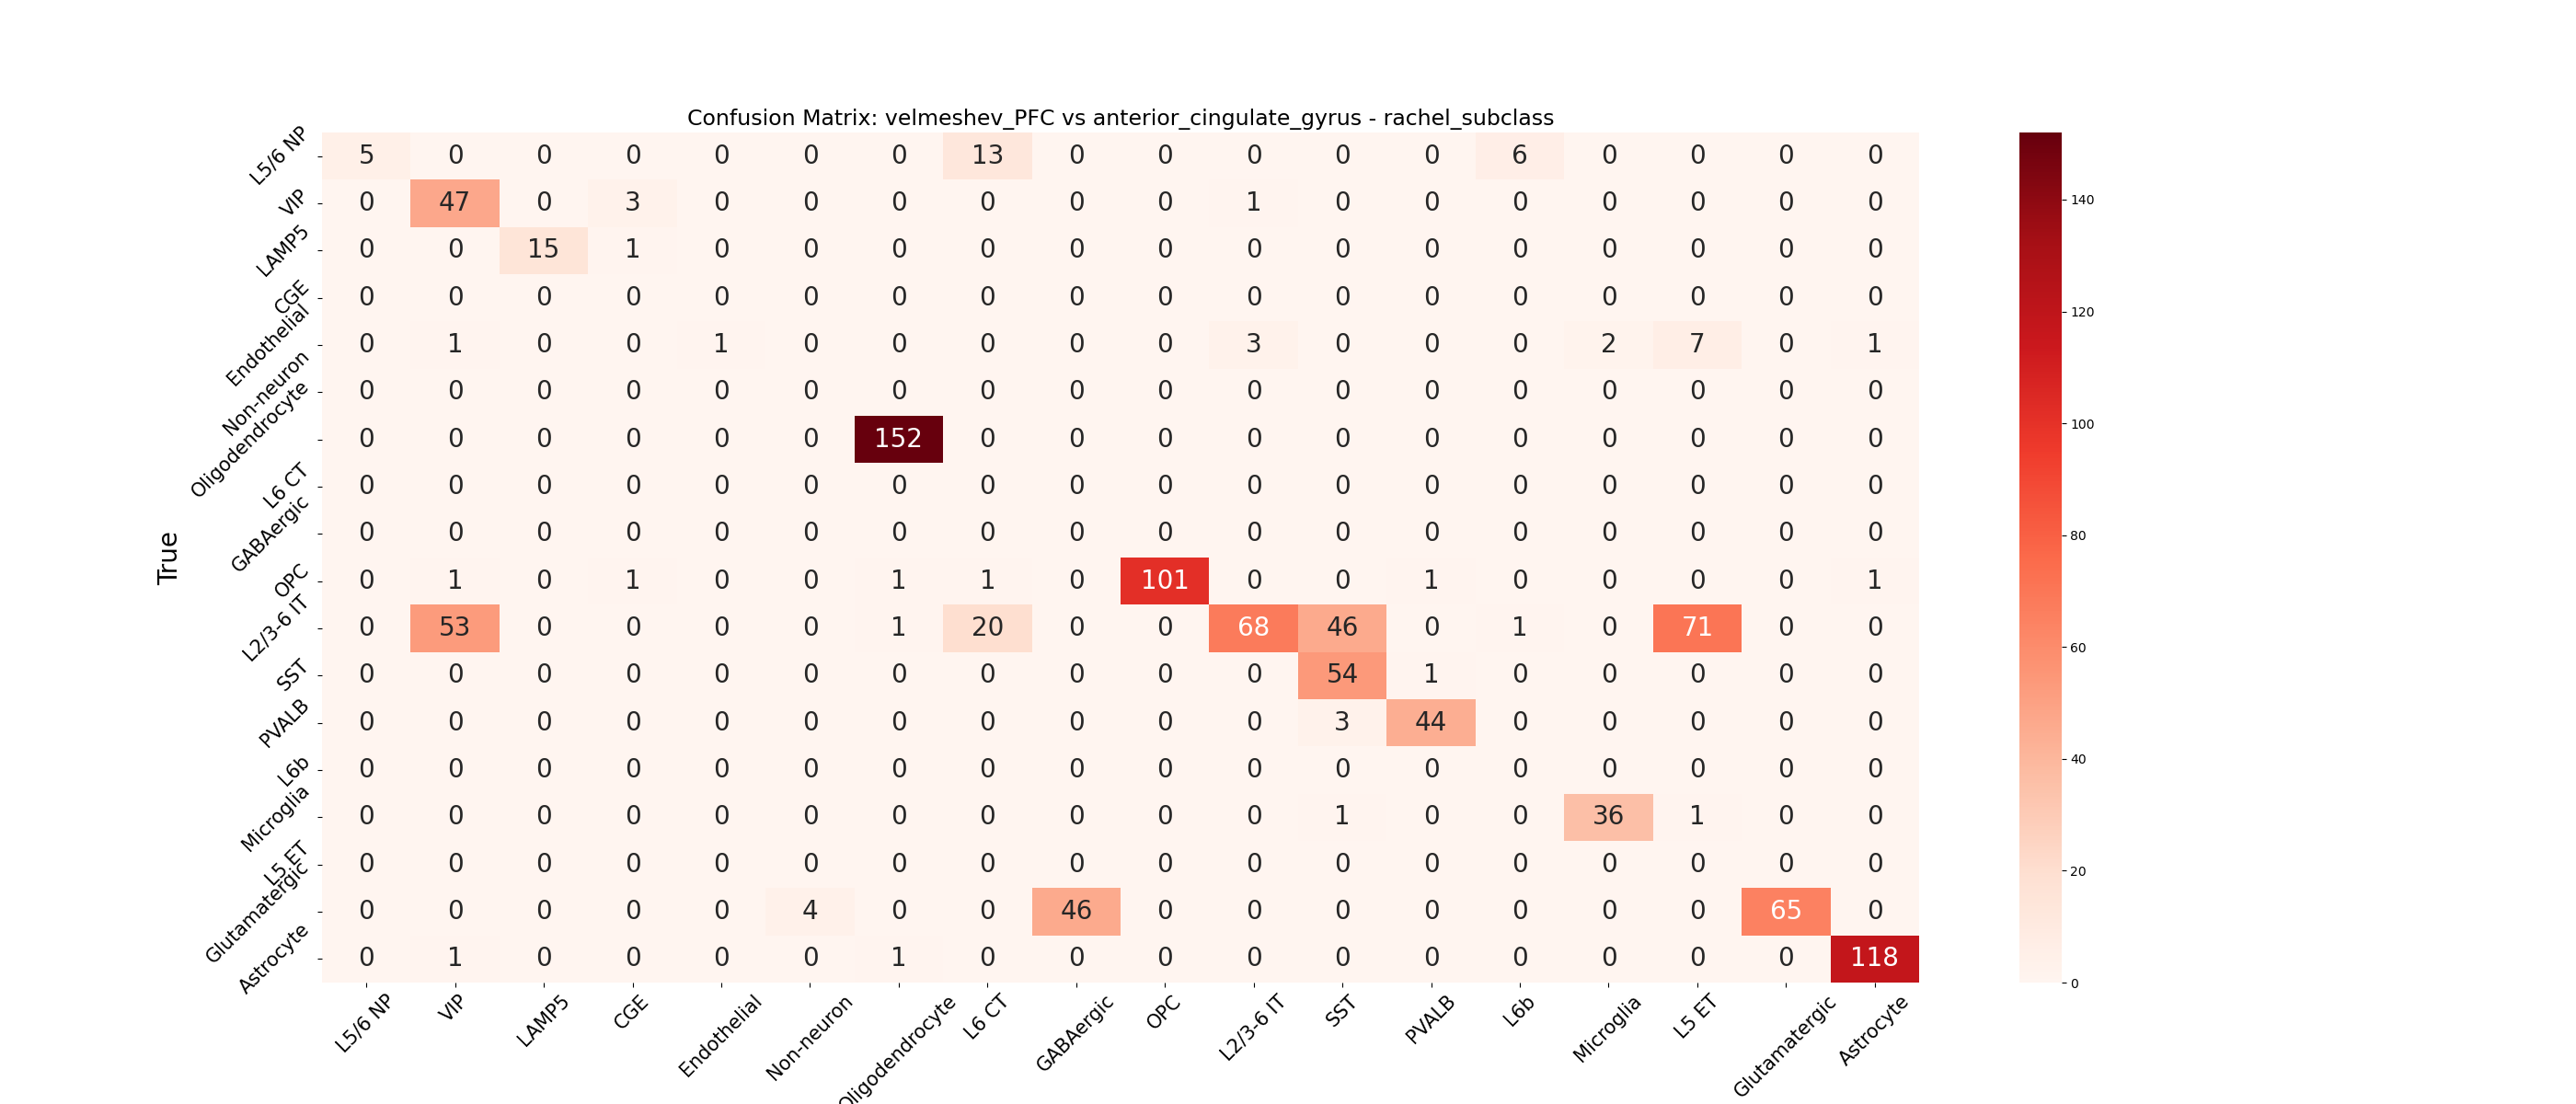 Confusion Matrix: velmeshev_PFC vs anterior_cingulate_gyrus - rachel_subclass
True
L5/6 NP 5 0 0 0 0 0 0 13 0 0 0 0 0 6 0 0 0 0
VIP 0 47 0 3 0 0 0 0 0 0 1 0 0 0 0 0 0 0
LAMP5 0 0 15 1 0 0 0 0 0 0 0 0 0 0 0 0 0 0
CGE 0 0 0 0 0 0 0 0 0 0 0 0 0 0 0 0 0 0
Endothelial 0 1 0 0 1 0 0 0 0 0 3 0 0 0 2 7 0 1
Non-neuron 0 0 0 0 0 0 0 0 0 0 0 0 0 0 0 0 0 0
Oligodendrocyte 0 0 0 0 0 0 152 0 0 0 0 0 0 0 0 0 0 0
L6 CT 0 0 0 0 0 0 0 0 0 0 0 0 0 0 0 0 0 0
GABAergic 0 0 0 0 0 0 0 0 0 0 0 0 0 0 0 0 0 0
OPC 0 1 0 1 0 0 1 1 0 101 0 0 1 0 0 0 0 1
L2/3-6 IT 0 53 0 0 0 0 1 20 0 0 68 46 0 1 0 71 0 0
SST 0 0 0 0 0 0 0 0 0 0 0 54 1 0 0 0 0 0
PVALB 0 0 0 0 0 0 0 0 0 0 0 3 44 0 0 0 0 0
L6b 0 0 0 0 0 0 0 0 0 0 0 0 0 0 0 0 0 0
Microglia 0 0 0 0 0 0 0 0 0 0 0 1 0 0 36 1 0 0
L5 ET 0 0 0 0 0 0 0 0 0 0 0 0 0 0 0 0 0 0
Glutamatergic 0 0 0 0 0 4 0 0 46 0 0 0 0 0 0 0 65 0
Astrocyte 0 1 0 0 0 0 1 0 0 0 0 0 0 0 0 0 0 118
L5/6 NP VIP LAMP5 CGE Endothelial Non-neuron Oligodendrocyte L6 CT GABAergic OPC L2/3-6 IT SST PVALB L6b Microglia L5 ET Glutamatergic Astrocyte
140
120
100
80
60
40
20
0